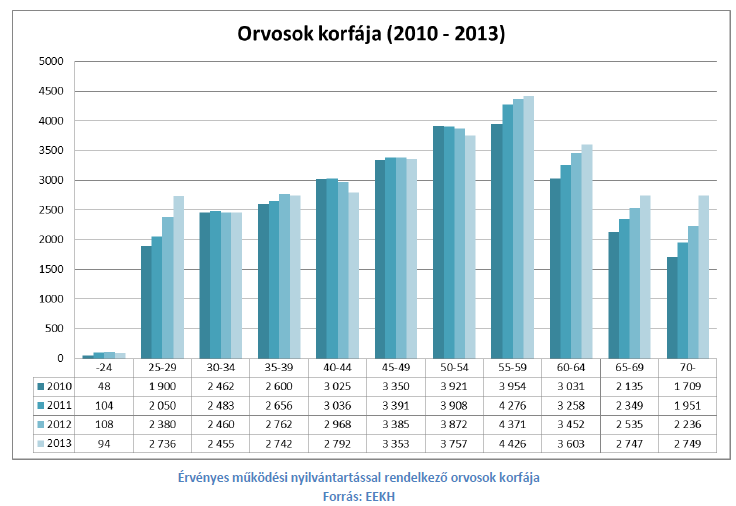 Orvosok korfája (2010 - 2013)
5000
4500
4000
3500
3000
2500
2000
1500
1000
500
0
-24 25-29 30-34 35-39 40-44 45-49 50-54 55-59 60-64 65-69 70-
2010 48 1 900 2 462 2 600 3 025 3 350 3 921 3 954 3 031 2 135 1 709
2011 104 2 050 2 483 2 656 3 036 3 391 3 908 4 276 3 258 2 349 1 951
2012 108 2 380 2 460 2 762 2 968 3 385 3 872 4 371 3 452 2 535 2 236
2013 94 2 736 2 455 2 742 2 792 3 353 3 757 4 426 3 603 2 747 2 749
Érvényes működési nyilvántartással rendelkező orvosok korfája
Forrás: EEKH